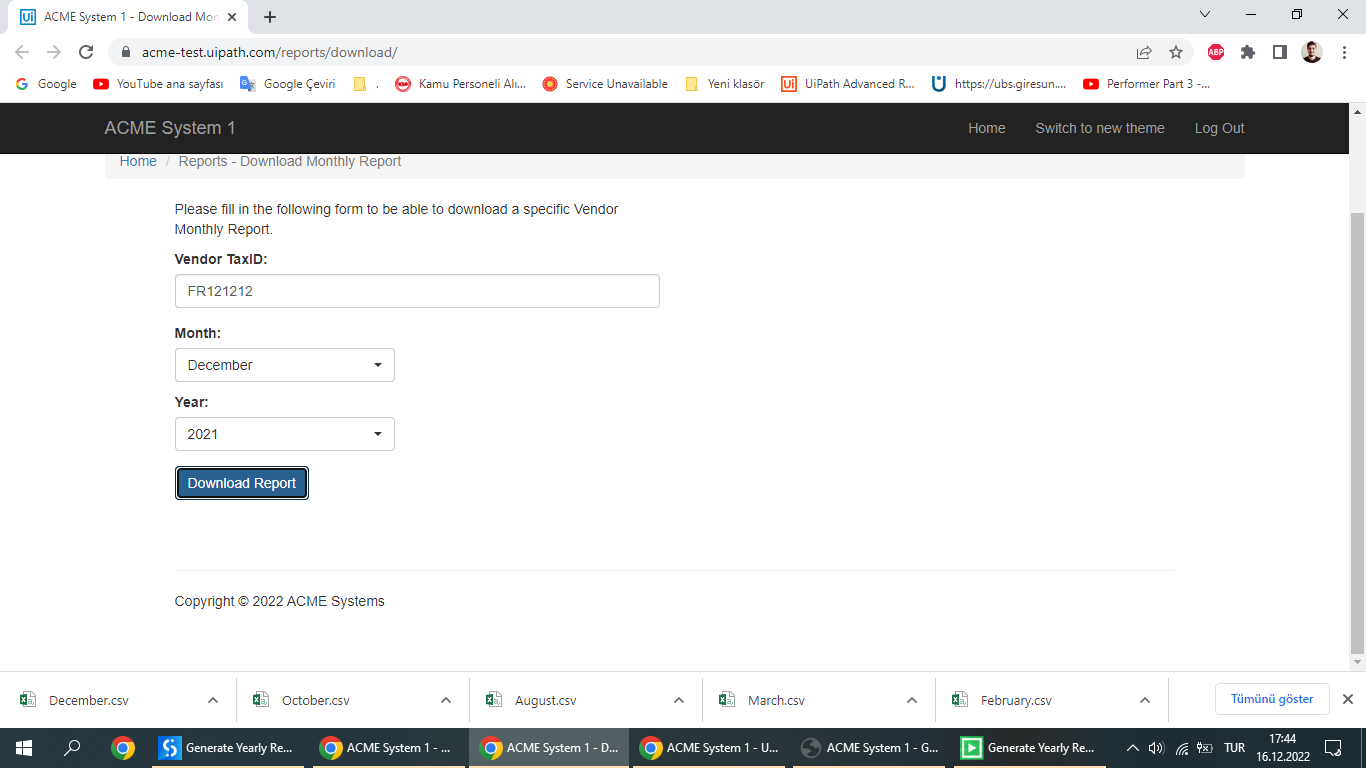 ACME System 1 - Download Mon
acme-test.uipath.com/reports/download/
ABP
Google
YouTube ana sayfası
Google Çeviri
.
Kamu Personeli Alı...
Service Unavailable
Yeni klasör
UiPath Advanced R...
https://ubs.giresun....
Performer Part 3 -...
ACME System 1
Home
Switch to new theme
Log Out
Home / Reports - Download Monthly Report
Please fill in the following form to be able to download a specific Vendor
Monthly Report.
Vendor TaxID:
FR121212
Month:
December
Year:
2021
Download Report
Copyright © 2022 ACME Systems
December.csv
October.csv
August.csv
March.csv
February.csv
Tümünü göster
Generate Yearly Re...
ACME System 1 - ...
ACME System 1 - D...
ACME System 1 - U...
ACME System 1 - G...
Generate Yearly Re...
TUR
17:44
16.12.2022